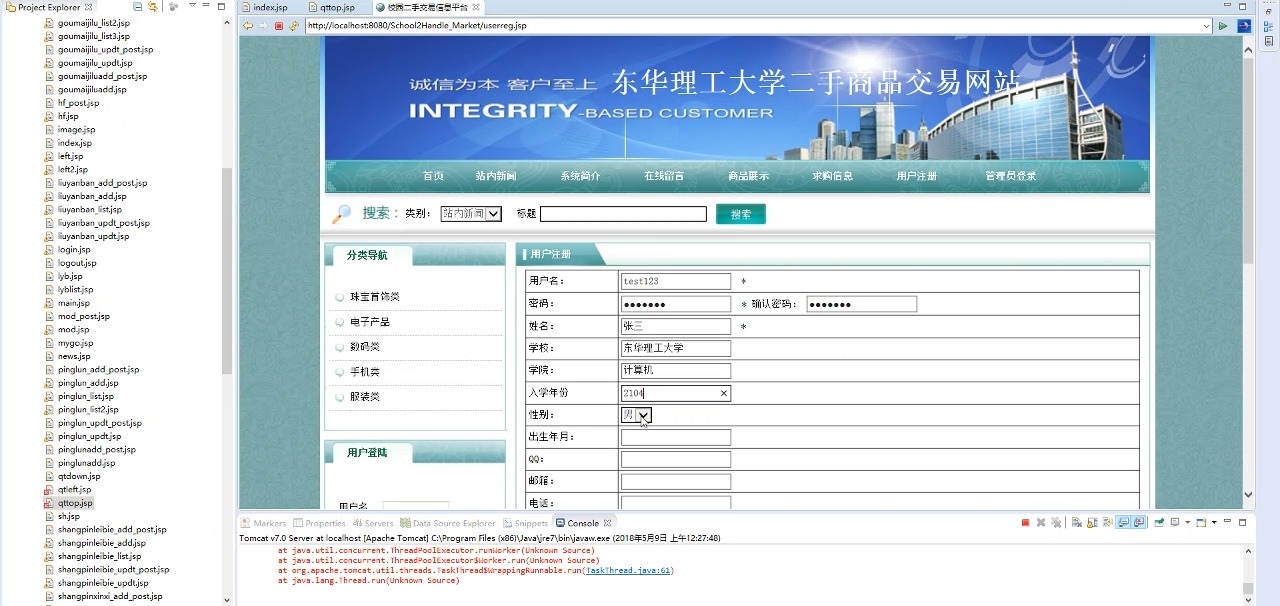 Project Explorer
goumaijilu_list2.jsp
goumaijilu_list3.jsp
goumaijilu_updt_post.jsp
goumaijilu_updt.jsp
goumaijiluadd_post.jsp
goumaijiluadd.jsp
hf_post.jsp
hf.jsp
image.jsp
index.jsp
left.jsp
left2.jsp
liuyanban_add_post.jsp
liuyanban_add.jsp
liuyanban_list.jsp
liuyanban_updt_post.jsp
liuyanban_updt.jsp
login.jsp
logout.jsp
lyb.jsp
lyblist.jsp
main.jsp
mod_post.jsp
mod.jsp
mygo.jsp
news.jsp
pinglun_add_post.jsp
pinglun_add.jsp
pinglun_list.jsp
pinglun_list2.jsp
pinglun_updt_post.jsp
pinglun_updt.jsp
pinglunadd_post.jsp
pinglunadd.jsp
qtdown.jsp
qtleft.jsp
qttop.jsp
sh.jsp
shangpinleibie_add_post.jsp
shangpinleibie_add.jsp
shangpinleibie_list.jsp
shangpinleibie_updt_post.jsp
shangpinleibie_updt.jsp
shangpinxinxi_add_post.jsp
index.jsp qttop.jsp 校园二手交易信息平台
http://localhost:8080/School2Handle_Market/userreg.jsp
诚信为本 客户至上 东华理工大学二手商品交易网站
INTEGRITY-BASED CUSTOMER
首页 站内新闻 系统简介 在线留言 商品展示 求购信息 用户注册 管理员登录
搜索: 类别: 站内新闻 标题 搜索
分类导航
珠宝首饰类
电子产品
数码类
手机类
服装类
用户登陆
用户名
用户注册
用户名: test123 *
密码: ●●●●●●● * 确认密码: ●●●●●●●
姓名: 张三 *
学校: 东华理工大学
学院: 计算机
入学年份 2104
性别: 男
出生年月:
QQ:
邮箱:
电话:
Markers Properties Servers Data Source Explorer Snippets Console
Tomcat v7.0 Server at localhost [Apache Tomcat] C:\Program Files (x86)\Java\jre7\bin\javaw.exe (2018年5月9日 上午12:27:48)
at java.util.concurrent.ThreadPoolExecutor.runWorker(Unknown Source)
at java.util.concurrent.ThreadPoolExecutor$Worker.run(Unknown Source)
at org.apache.tomcat.util.threads.TaskThread$WrappingRunnable.run(TaskThread.java:61)
at java.lang.Thread.run(Unknown Source)